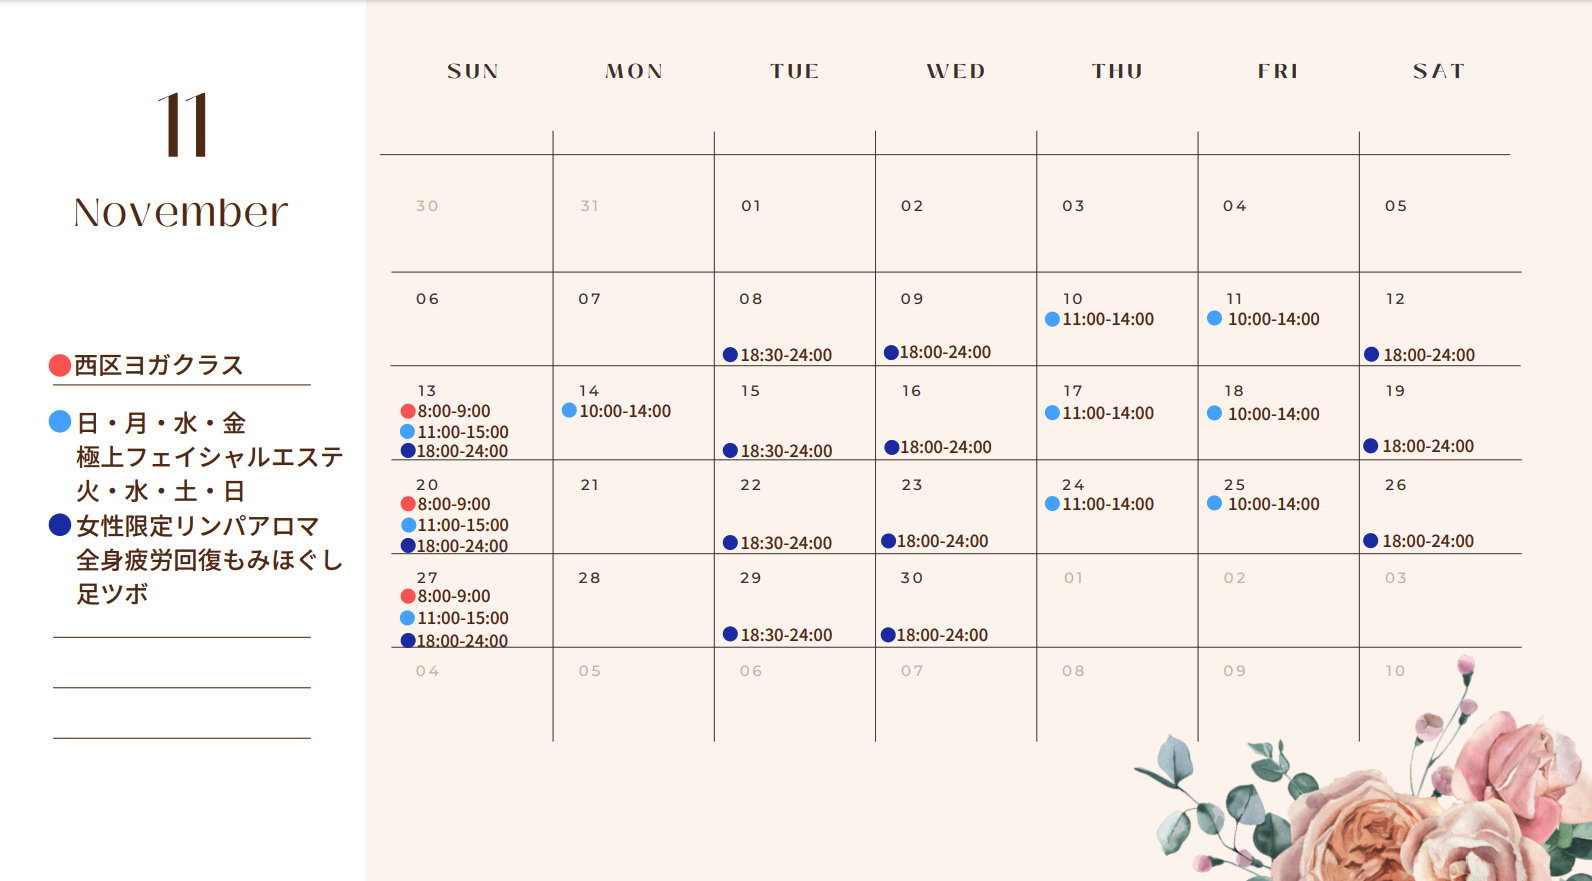 11
November
西区ヨガクラス
日・月・水・金
極上フェイシャルエステ
火・水・土・日
女性限定リンパアロマ
全身疲労回復もみほぐし
足ツボ
SUN MON TUE WED THU FRI SAT
30 31 01 02 03 04 05
06 07 08 09 10 11 12
11:00-14:00 10:00-14:00
18:30-24:00 18:00-24:00 18:00-24:00
13 14 15 16 17 18 19
8:00-9:00 10:00-14:00 11:00-14:00 10:00-14:00
11:00-15:00
18:00-24:00 18:30-24:00 18:00-24:00 18:00-24:00
20 21 22 23 24 25 26
8:00-9:00 11:00-14:00 10:00-14:00
11:00-15:00
18:00-24:00 18:30-24:00 18:00-24:00 18:00-24:00
27 28 29 30 01 02 03
8:00-9:00
11:00-15:00
18:00-24:00 18:30-24:00 18:00-24:00
04 05 06 07 08 09 10